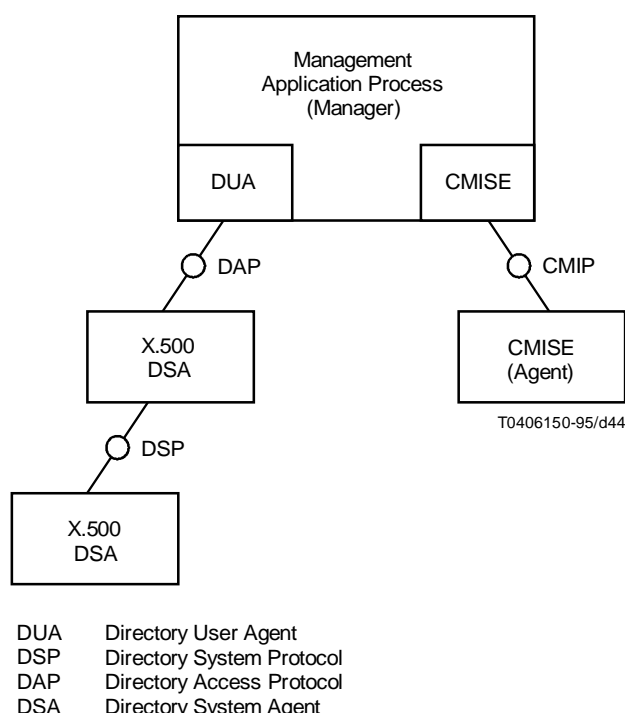 Management
Application Process
(Manager)
DUA
CMISE
DAP
CMIP
X.500
DSA
CMISE
(Agent)
T0406150-95/d44
DSP
X.500
DSA
DUA Directory User Agent
DSP Directory System Protocol
DAP Directory Access Protocol
DSA Directory System Agent